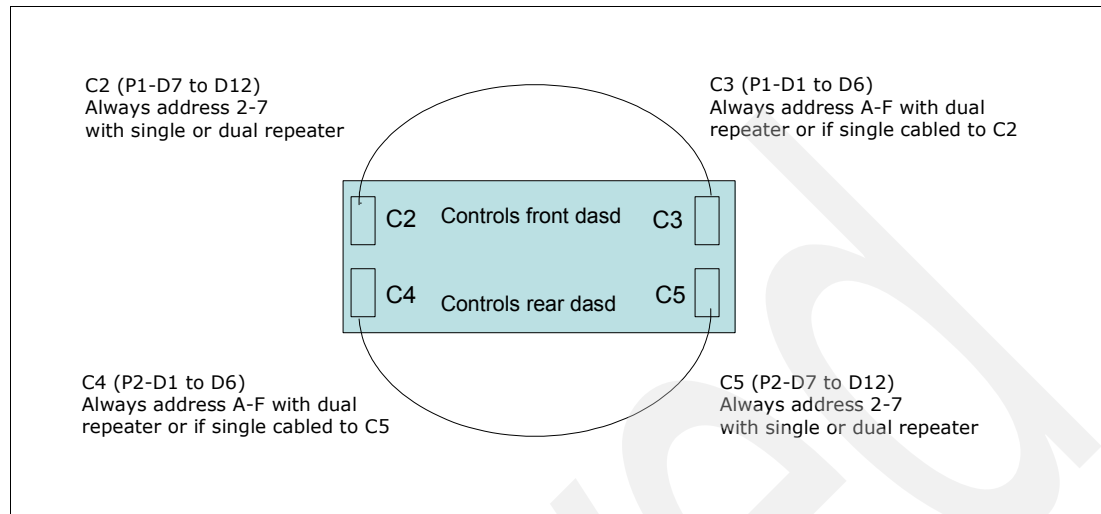 C2 (P1-D7 to D12)
Always address 2-7
with single or dual repeater
C3 (P1-D1 to D6)
Always address A-F with dual
repeater or if single cabled to C2
C2 Controls front dasd C3
C4 Controls rear dasd C5
C4 (P2-D1 to D6)
Always address A-F with dual
repeater or if single cabled to C5
C5 (P2-D7 to D12)
Always address 2-7
with single or dual repeater